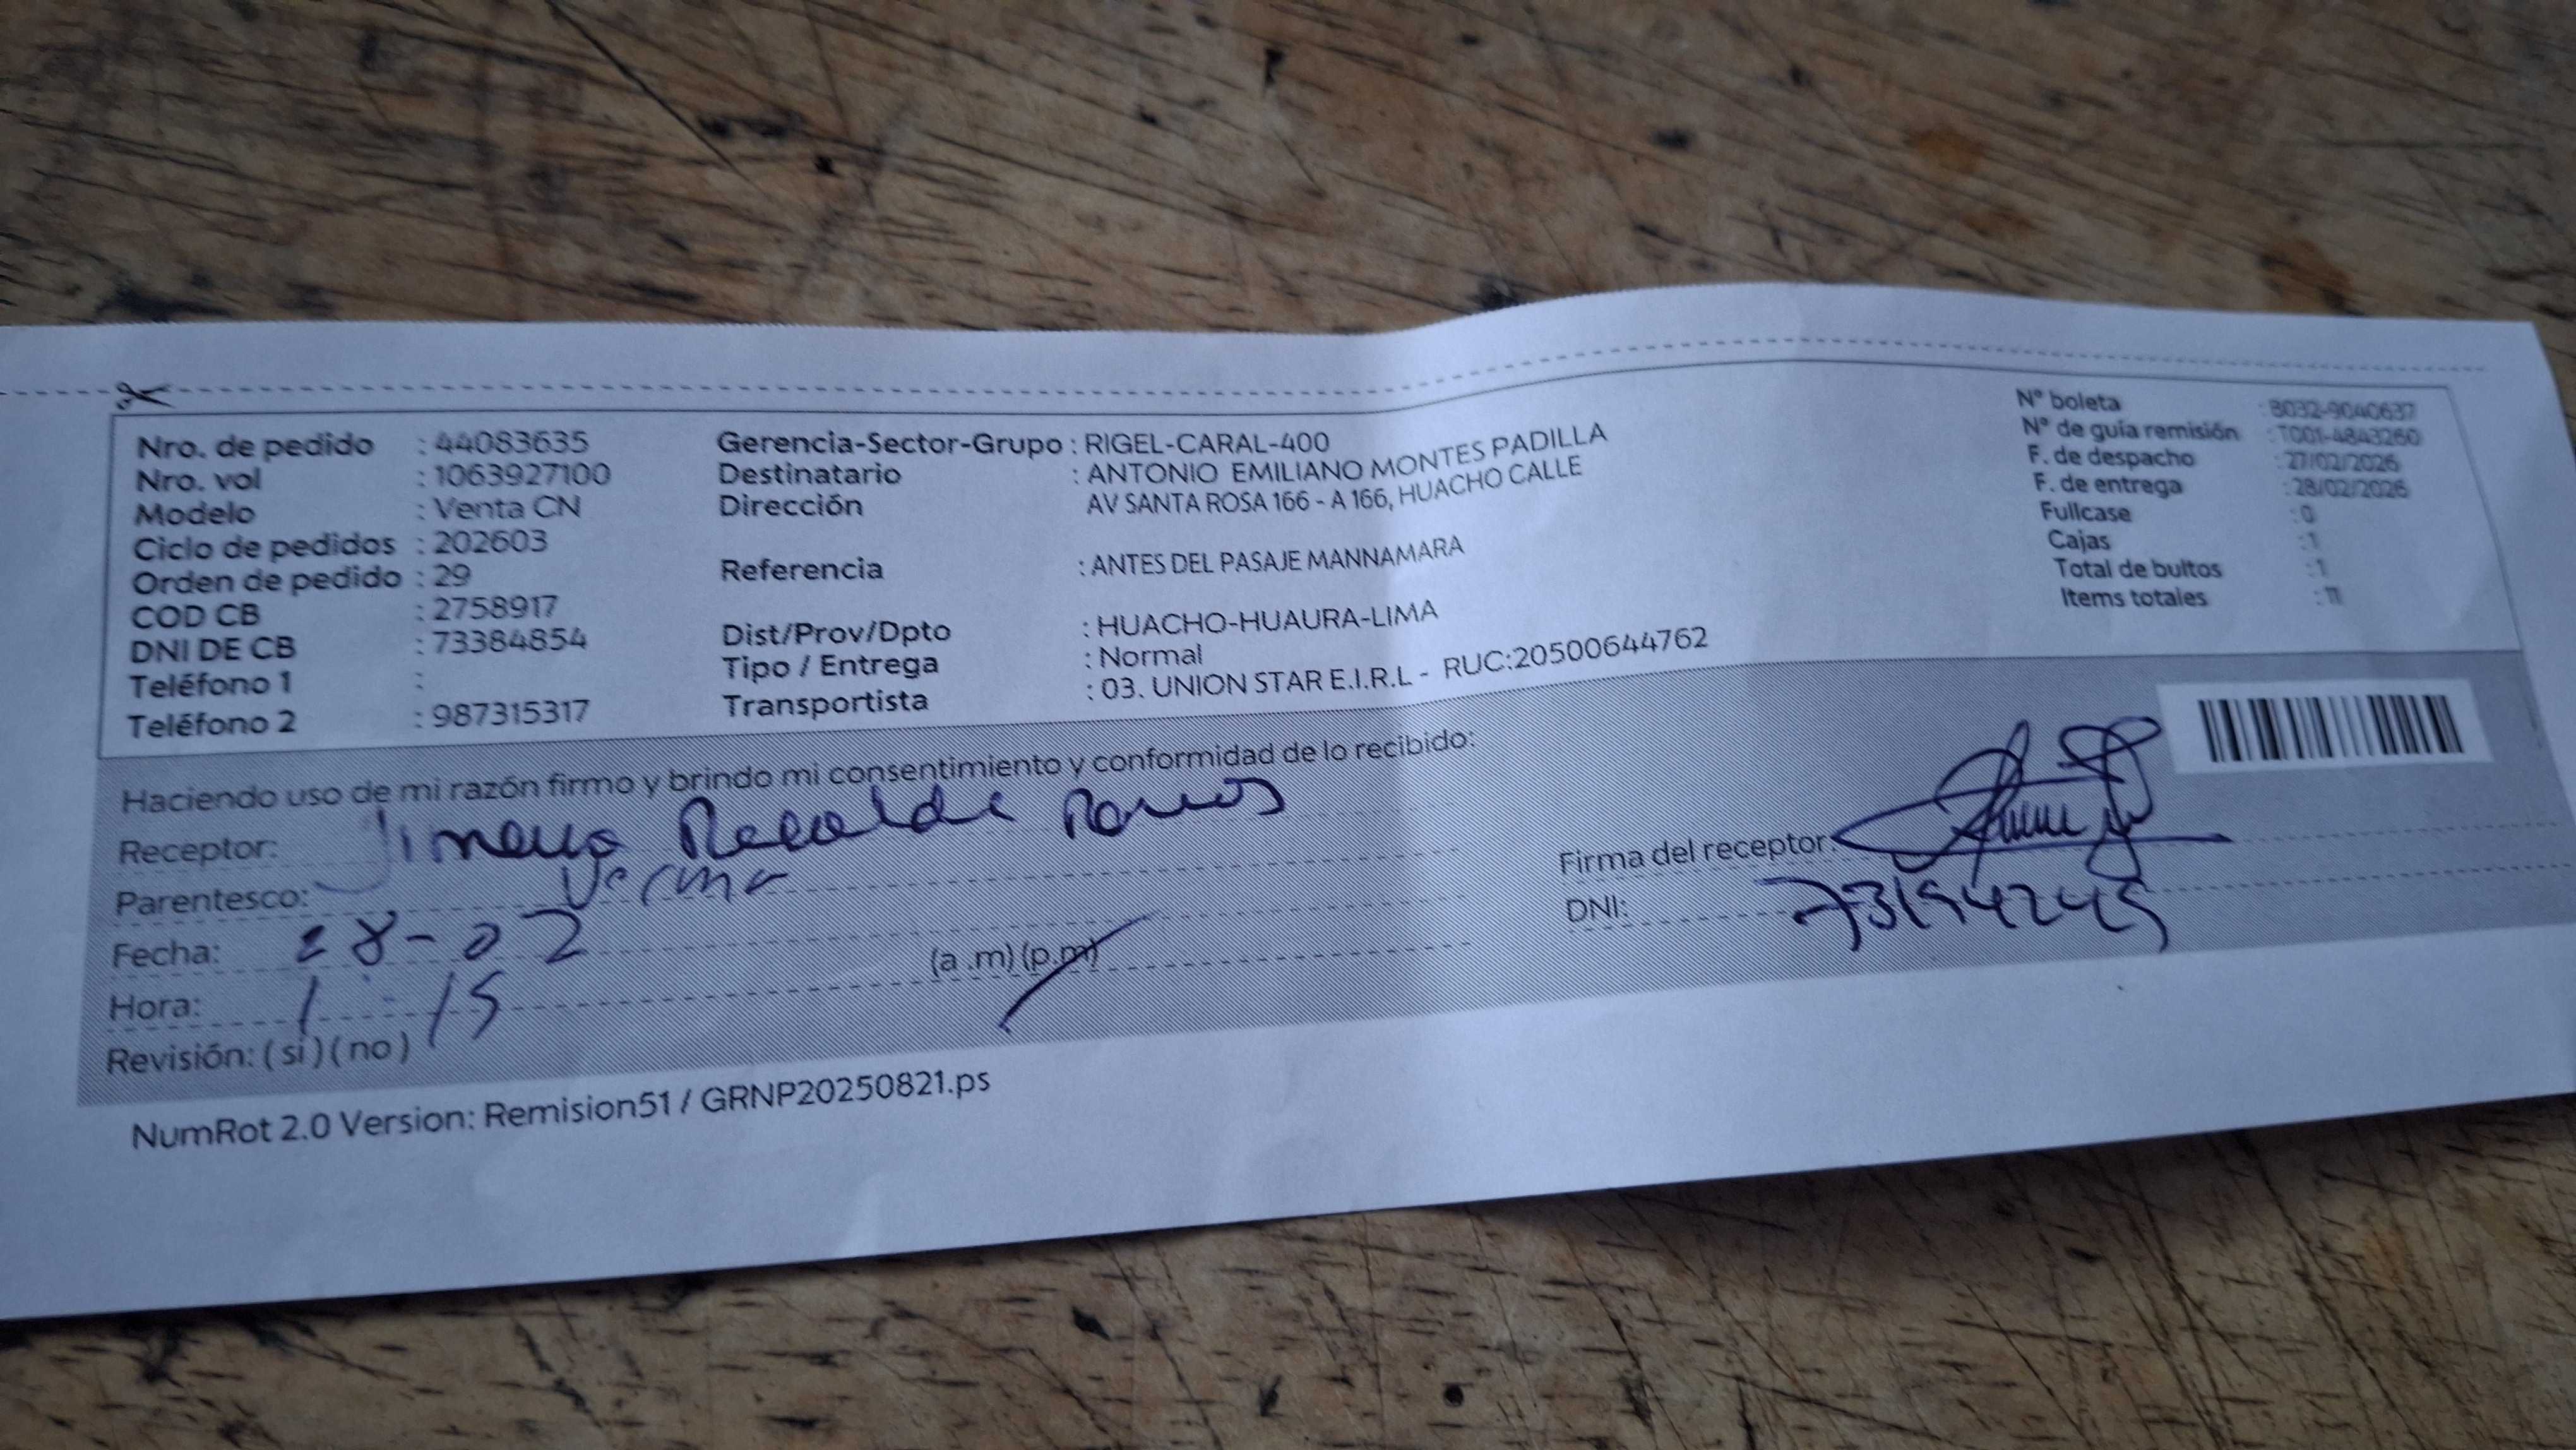 Nro. de pedido : 44083635
Nro. vol : 1063927100
Modelo : Venta CN
Ciclo de pedidos : 202603
Orden de pedido : 29
COD CB : 2758917
DNI DE CB : 73384854
Teléfono 1 :
Teléfono 2 : 987315317
Gerencia-Sector-Grupo : RIGEL-CARAL-400
Destinatario : ANTONIO EMILIANO MONTES PADILLA
Dirección AV SANTA ROSA 166 - A 166, HUACHO CALLE
Referencia : ANTES DEL PASAJE MANNAMARA
Dist/Prov/Dpto : HUACHO-HUAURA-LIMA
Tipo / Entrega : Normal
Transportista : 03. UNION STAR E.I.R.L - RUC:20500644762
N° boleta : B032-9040637
N° de guía remisión : T001-4843260
F. de despacho : 27/02/2026
F. de entrega : 28/02/2026
Fullcase : 0
Cajas : 1
Total de bultos : 1
Items totales : 11
Haciendo uso de mi razón firmo y brindo mi consentimiento y conformidad de lo recibido:
Receptor: Recalde Ramos
Parentesco:
Fecha: 28-02
Hora: 1:15 (a .m) (p.m)
Revisión: ( si ) ( no )
Firma del receptor:
DNI:
NumRot 2.0 Version: Remision51 / GRNP20250821.ps